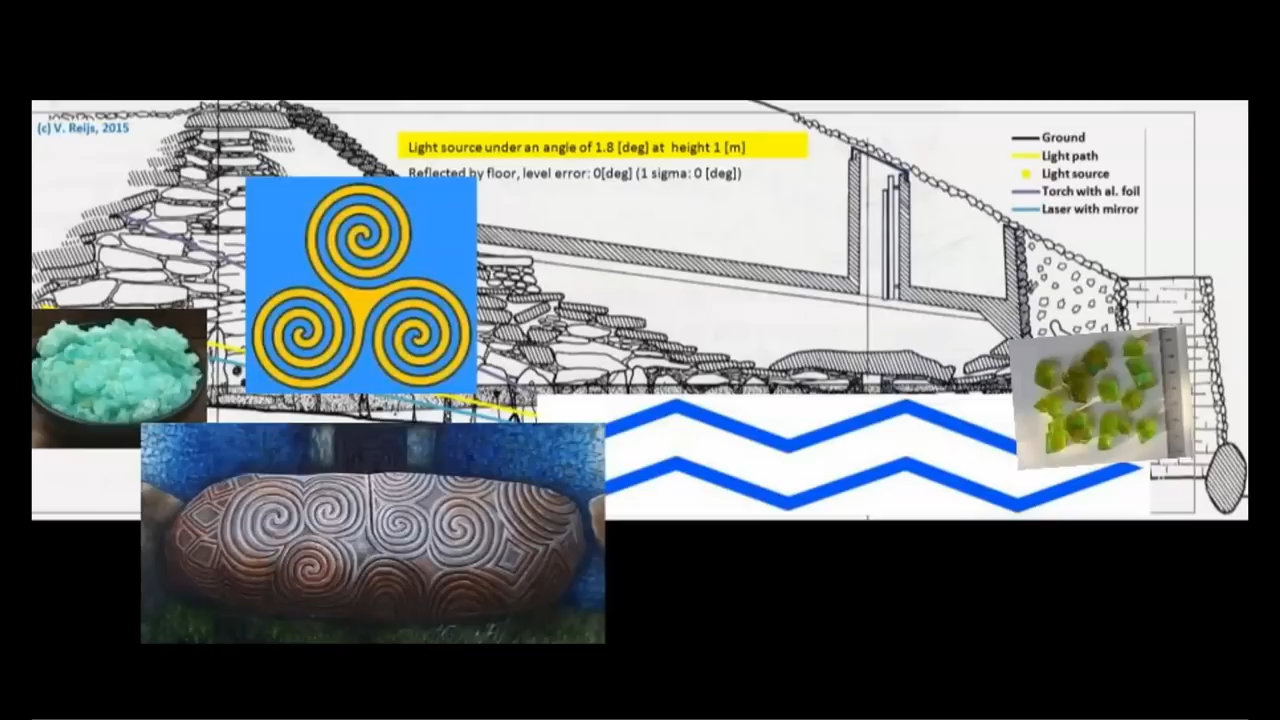 (c) V. Reijs, 2015
Light source under an angle of 1.8 [deg] at height 1 [m]
Reflected by floor, level error: 0[deg] (1 sigma: 0 [deg])
Ground
Light path
Light source
Torch with al. foil
Laser with mirror